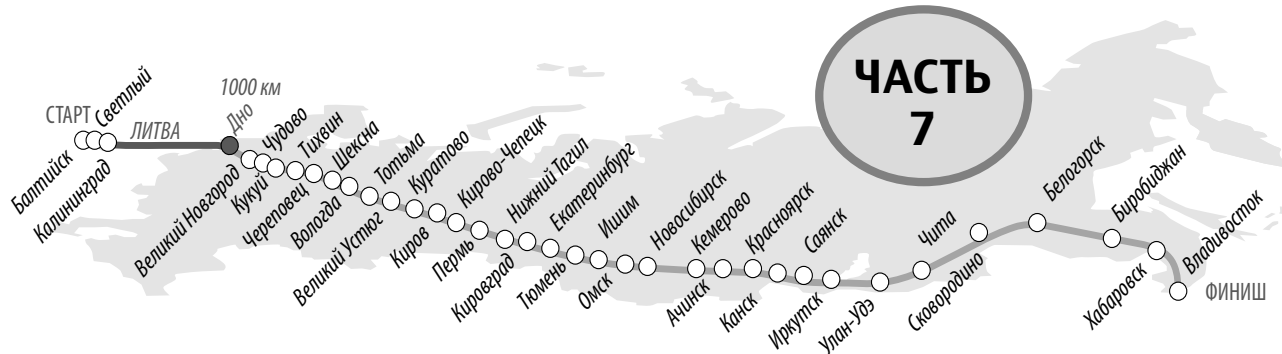 ЧАСТЬ
7
СТАРТ
Балтийск
Светлый
Калининград
ЛИТВА
1000 км
Дно
Великий Новгород
Чудово
Кукуй
Тихвин
Череповец
Шексна
Вологда
Тотьма
Великий Устюг
Куратово
Киров
Кирово-Чепецк
Пермь
Нижний Тагил
Кировград
Екатеринбург
Тюмень
Ишим
Омск
Новосибирск
Кемерово
Ачинск
Красноярск
Канск
Саянск
Иркутск
Улан-Удэ
Чита
Сковородино
Белогорск
Биробиджан
Хабаровск
Владивосток
ФИНИШ